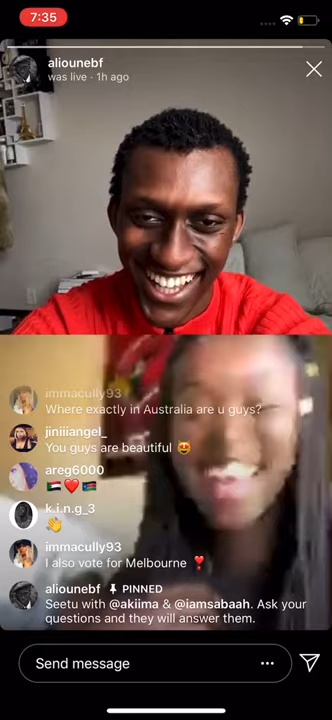 7:35
aliounebf
was live · 1h ago
immacully93
Where exactly in Australia are u guys?
jiniiiangel_
You guys are beautiful 😻
areg6000
🇸🇩❤️🇸🇸
k.i.n.g_3
👋
immacully93
I also vote for Melbourne ❣️
aliounebf 📌 PINNED
Seetu with @akiima & @iamsabaah. Ask your
questions and they will answer them.
Send message